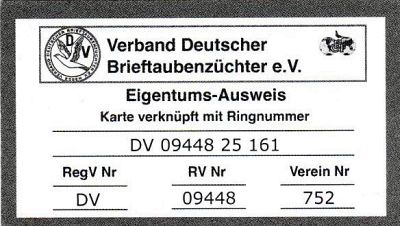 Verband Deutscher
Brieftaubenzüchter e.V.
D V
Eigentums-Ausweis
Karte verknüpft mit Ringnummer
DV 09448 25 161
RegV Nr RV Nr Verein Nr
DV 09448 752